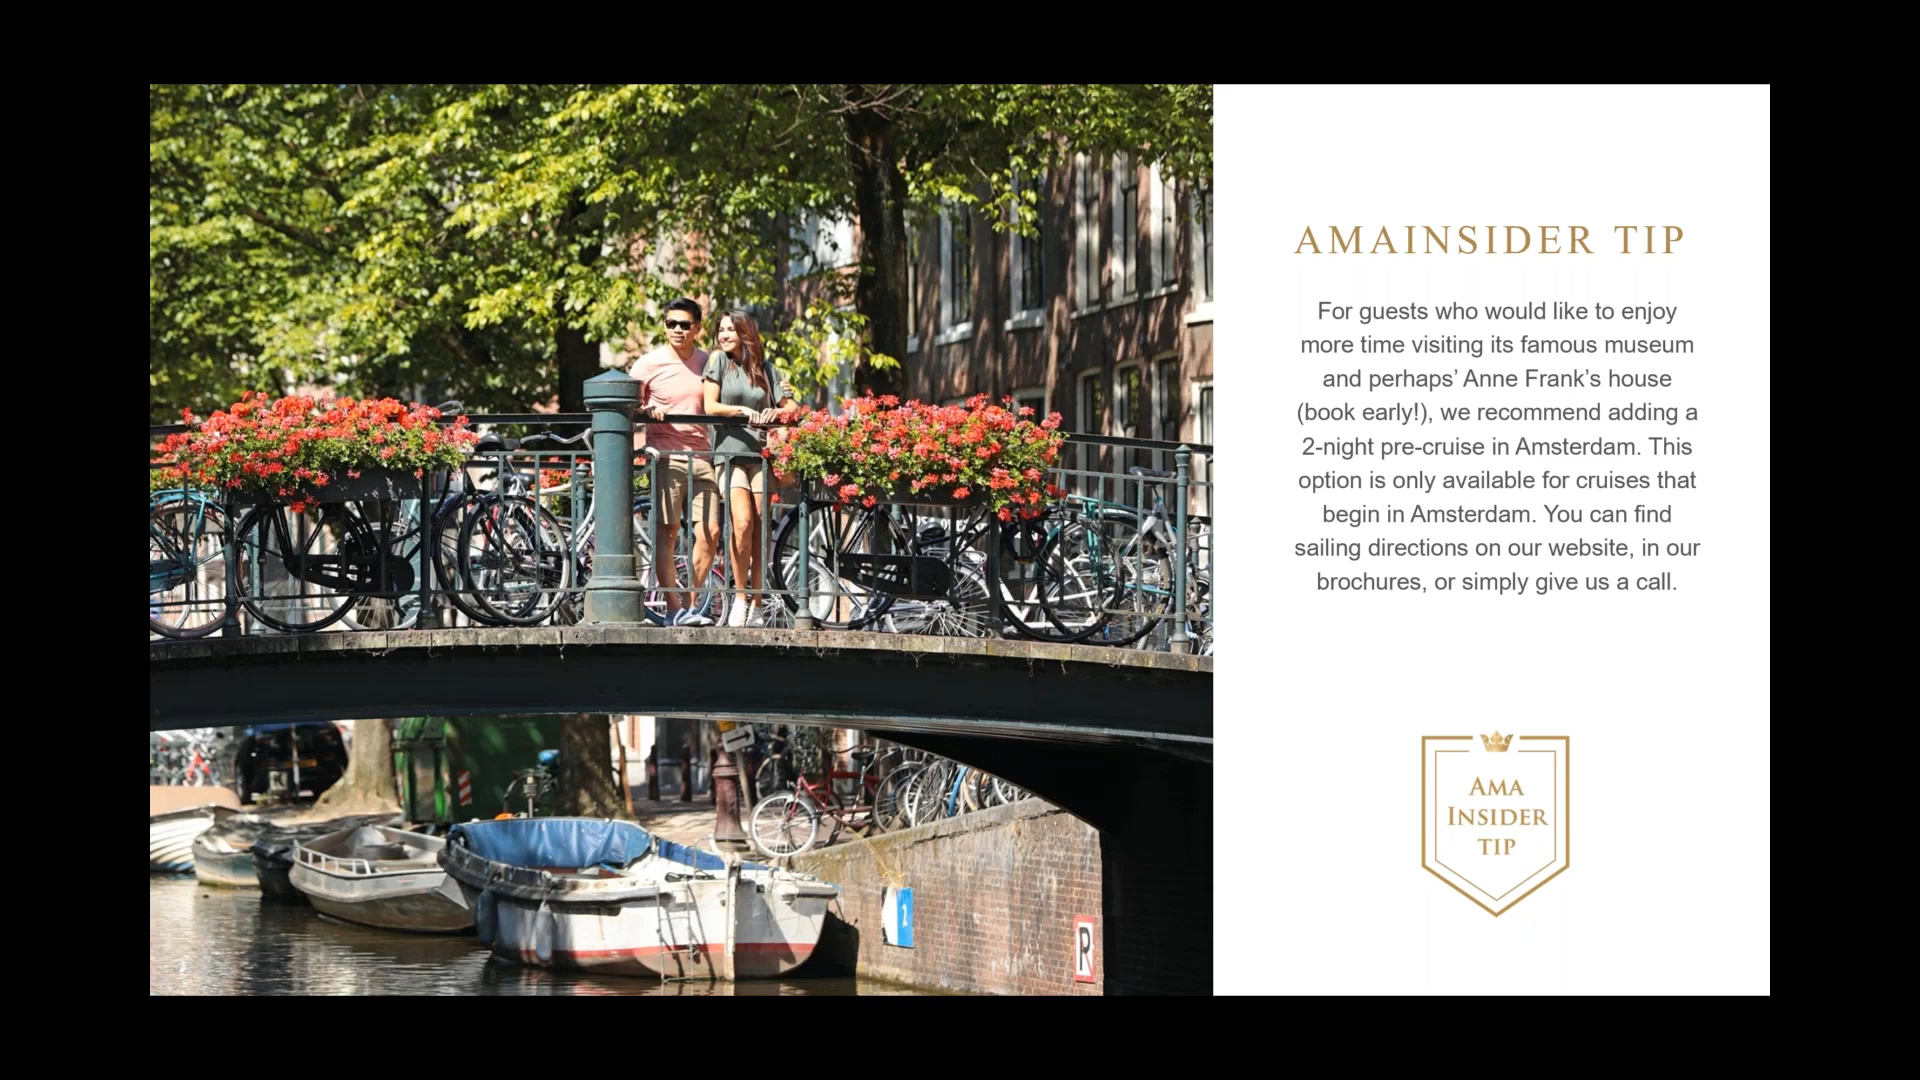 AMAINSIDER TIP
For guests who would like to enjoy
more time visiting its famous museum
and perhaps’ Anne Frank’s house
(book early!), we recommend adding a
2-night pre-cruise in Amsterdam. This
option is only available for cruises that
begin in Amsterdam. You can find
sailing directions on our website, in our
brochures, or simply give us a call.
AMA
INSIDER
TIP
2
R